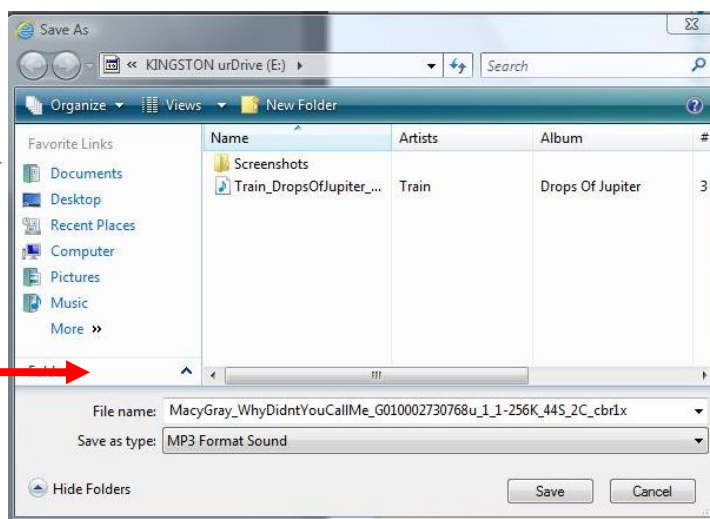 Save As
« KINGSTON urDrive (E:)
Search
Organize Views New Folder
Favorite Links
Documents
Desktop
Recent Places
Computer
Pictures
Music
More »
Name Artists Album #
Screenshots
Train_DropsOfJupiter_... Train Drops Of Jupiter 3
File name: MacyGray_WhyDidntYouCallMe_G010002730768u_1_1-256K_44S_2C_cbr1x
Save as type: MP3 Format Sound
Hide Folders
Save Cancel